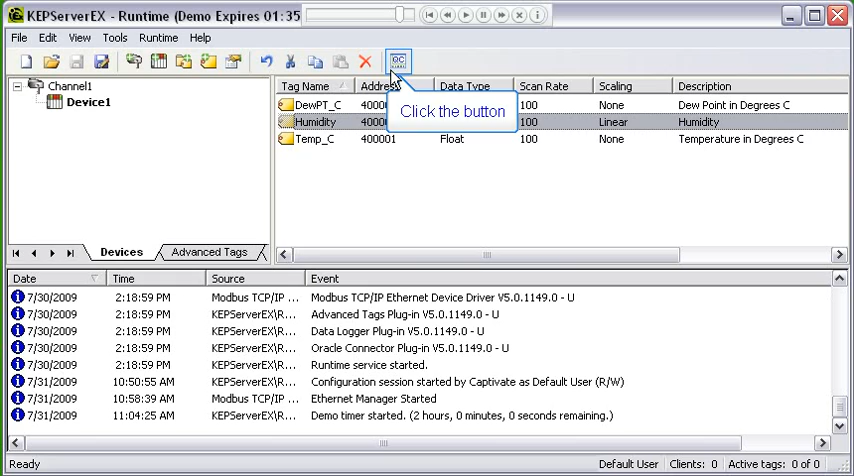 KEPServerEX - Runtime (Demo Expires 01:35
File Edit View Tools Runtime Help
QC
Channel1
Device1
Tag Name Address Data Type Scan Rate Scaling Description
DewPT_C 100 None Dew Point in Degrees C
Humidity 100 Linear Humidity
Temp_C 400001 Float 100 None Temperature in Degrees C
Click the button
Devices Advanced Tags
Date Time Source Event
7/30/2009 2:18:59 PM Modbus TCP/IP ... Modbus TCP/IP Ethernet Device Driver V5.0.1149.0 - U
7/30/2009 2:18:59 PM KEPServerEX\R... Advanced Tags Plug-in V5.0.1149.0 - U
7/30/2009 2:18:59 PM KEPServerEX\R... Data Logger Plug-in V5.0.1149.0 - U
7/30/2009 2:18:59 PM KEPServerEX\R... Oracle Connector Plug-in V5.0.1149.0 - U
7/30/2009 2:18:59 PM KEPServerEX\R... Runtime service started.
7/31/2009 10:50:55 AM KEPServerEX\R... Configuration session started by Captivate as Default User (R/W)
7/31/2009 10:58:39 AM Modbus TCP/IP ... Ethernet Manager Started
7/31/2009 11:04:25 AM KEPServerEX\R... Demo timer started. (2 hours, 0 minutes, 0 seconds remaining.)
Ready Default User Clients: 0 Active tags: 0 of 0